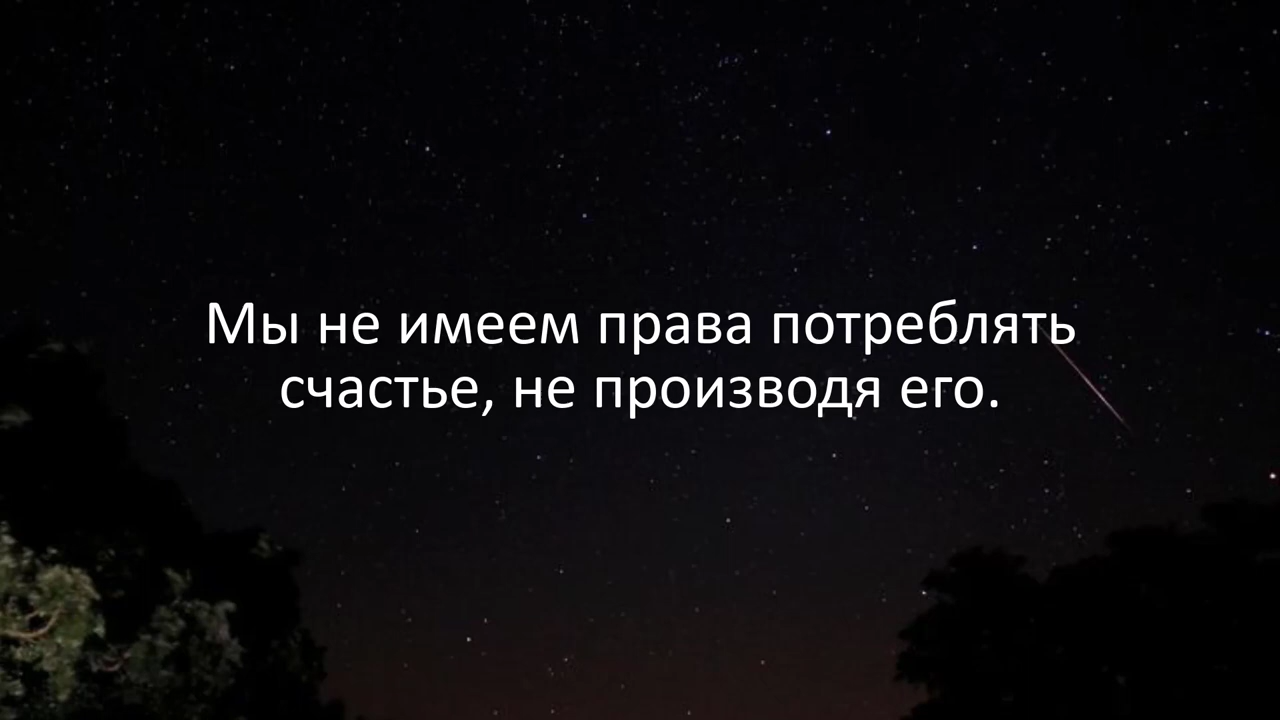 Мы не имеем права потреблять
счастье, не производя его.